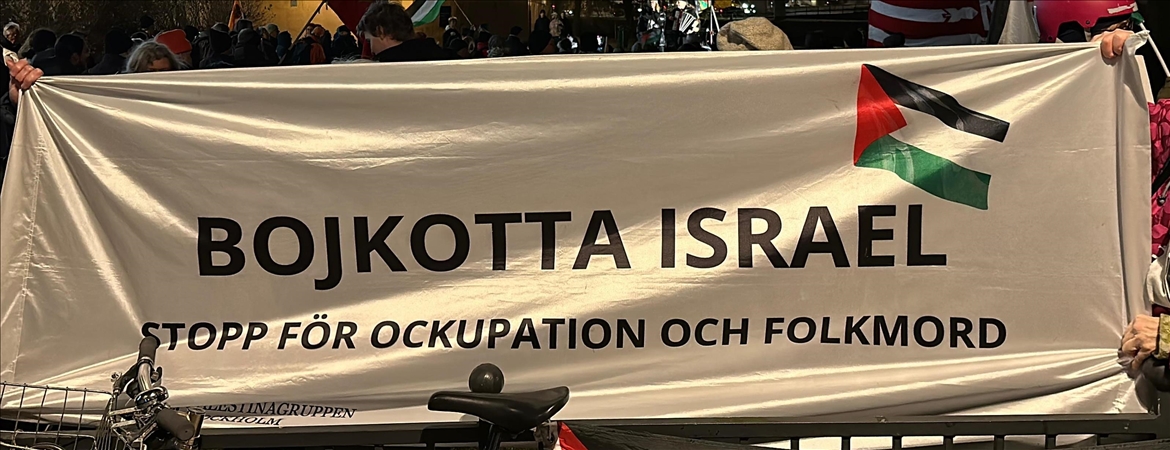 BOJKOTTA ISRAEL
STOPP FÖR OCKUPATION OCH FOLKMORD